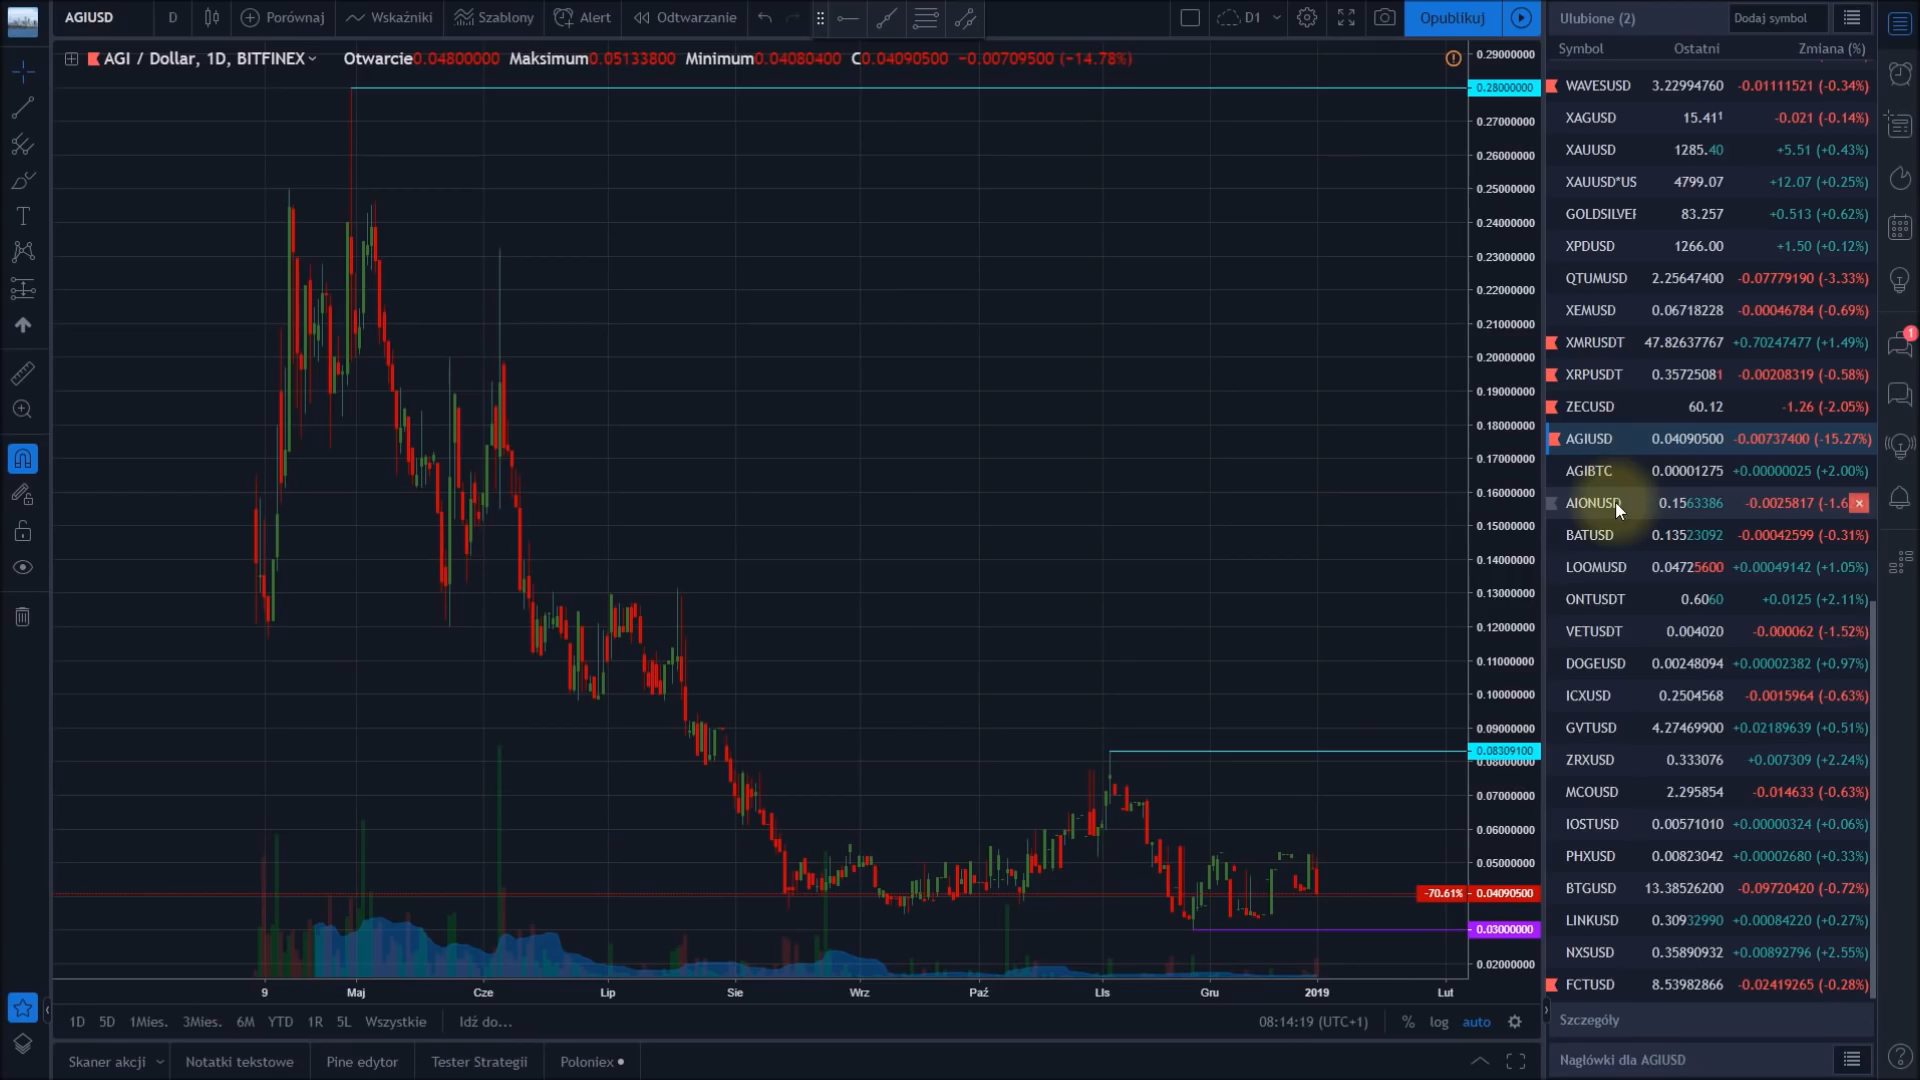 AGIUSD D Porównaj Wskaźniki Szablony Alert Odtwarzanie D1 Opublikuj
AGI / Dollar, 1D, BITFINEX Otwarcie0.04800000 Maksimum0.05133800 Minimum0.04080400 C0.04090500 −0.00709500 (−14.78%)
0.29000000
0.28000000
0.27000000
0.26000000
0.25000000
0.24000000
0.23000000
0.22000000
0.21000000
0.20000000
0.19000000
0.18000000
0.17000000
0.16000000
0.15000000
0.14000000
0.13000000
0.12000000
0.11000000
0.10000000
0.09000000
0.08309100
0.08000000
0.07000000
0.06000000
0.05000000
-70.61% 0.04090500
0.03000000
0.02000000
9 Maj Cze Lip Sie Wrz Paź LIs Gru 2019 Lut
1D 5D 1Mies. 3Mies. 6M YTD 1R 5L Wszystkie Idź do... 08:14:19 (UTC+1) % log auto
Skaner akcji Notatki tekstowe Pine edytor Tester Strategii Poloniex
Ulubione (2) Dodaj symbol
Symbol Ostatni Zmiana (%)
WAVESUSD 3.22994760 -0.01111521 (-0.34%)
XAGUSD 15.411 -0.021 (-0.14%)
XAUUSD 1285.40 +5.51 (+0.43%)
XAUUSD*US 4799.07 +12.07 (+0.25%)
GOLDSILVER 83.257 +0.513 (+0.62%)
XPDUSD 1266.00 +1.50 (+0.12%)
QTUMUSD 2.25647400 -0.07779190 (-3.33%)
XEMUSD 0.06718228 -0.00046784 (-0.69%)
XMRUSDT 47.82637767 +0.70247477 (+1.49%)
XRPUSDT 0.35725081 -0.00208319 (-0.58%)
ZECUSD 60.12 -1.26 (-2.05%)
AGIUSD 0.04090500 -0.00737400 (-15.27%)
AGIBTC 0.00001275 +0.00000025 (+2.00%)
AIONUSD 0.1563386 -0.0025817 (-1.6
BATUSD 0.13523092 -0.00042599 (-0.31%)
LOOMUSD 0.04725600 +0.00049142 (+1.05%)
ONTUSDT 0.6060 +0.0125 (+2.11%)
VETUSDT 0.004020 -0.000062 (-1.52%)
DOGEUSD 0.00248094 +0.00002382 (+0.97%)
ICXUSD 0.2504568 -0.0015964 (-0.63%)
GVTUSD 4.27469900 +0.02189639 (+0.51%)
ZRXUSD 0.333076 +0.007309 (+2.24%)
MCOUSD 2.295854 -0.014633 (-0.63%)
IOSTUSD 0.00571010 +0.00000324 (+0.06%)
PHXUSD 0.00823042 +0.00002680 (+0.33%)
BTGUSD 13.38526200 -0.09720420 (-0.72%)
LINKUSD 0.30932990 +0.00084220 (+0.27%)
NXSUSD 0.35890932 +0.00892796 (+2.55%)
FCTUSD 8.53982866 -0.02419265 (-0.28%)
Szczegóły
Nagłówki dla AGIUSD
1